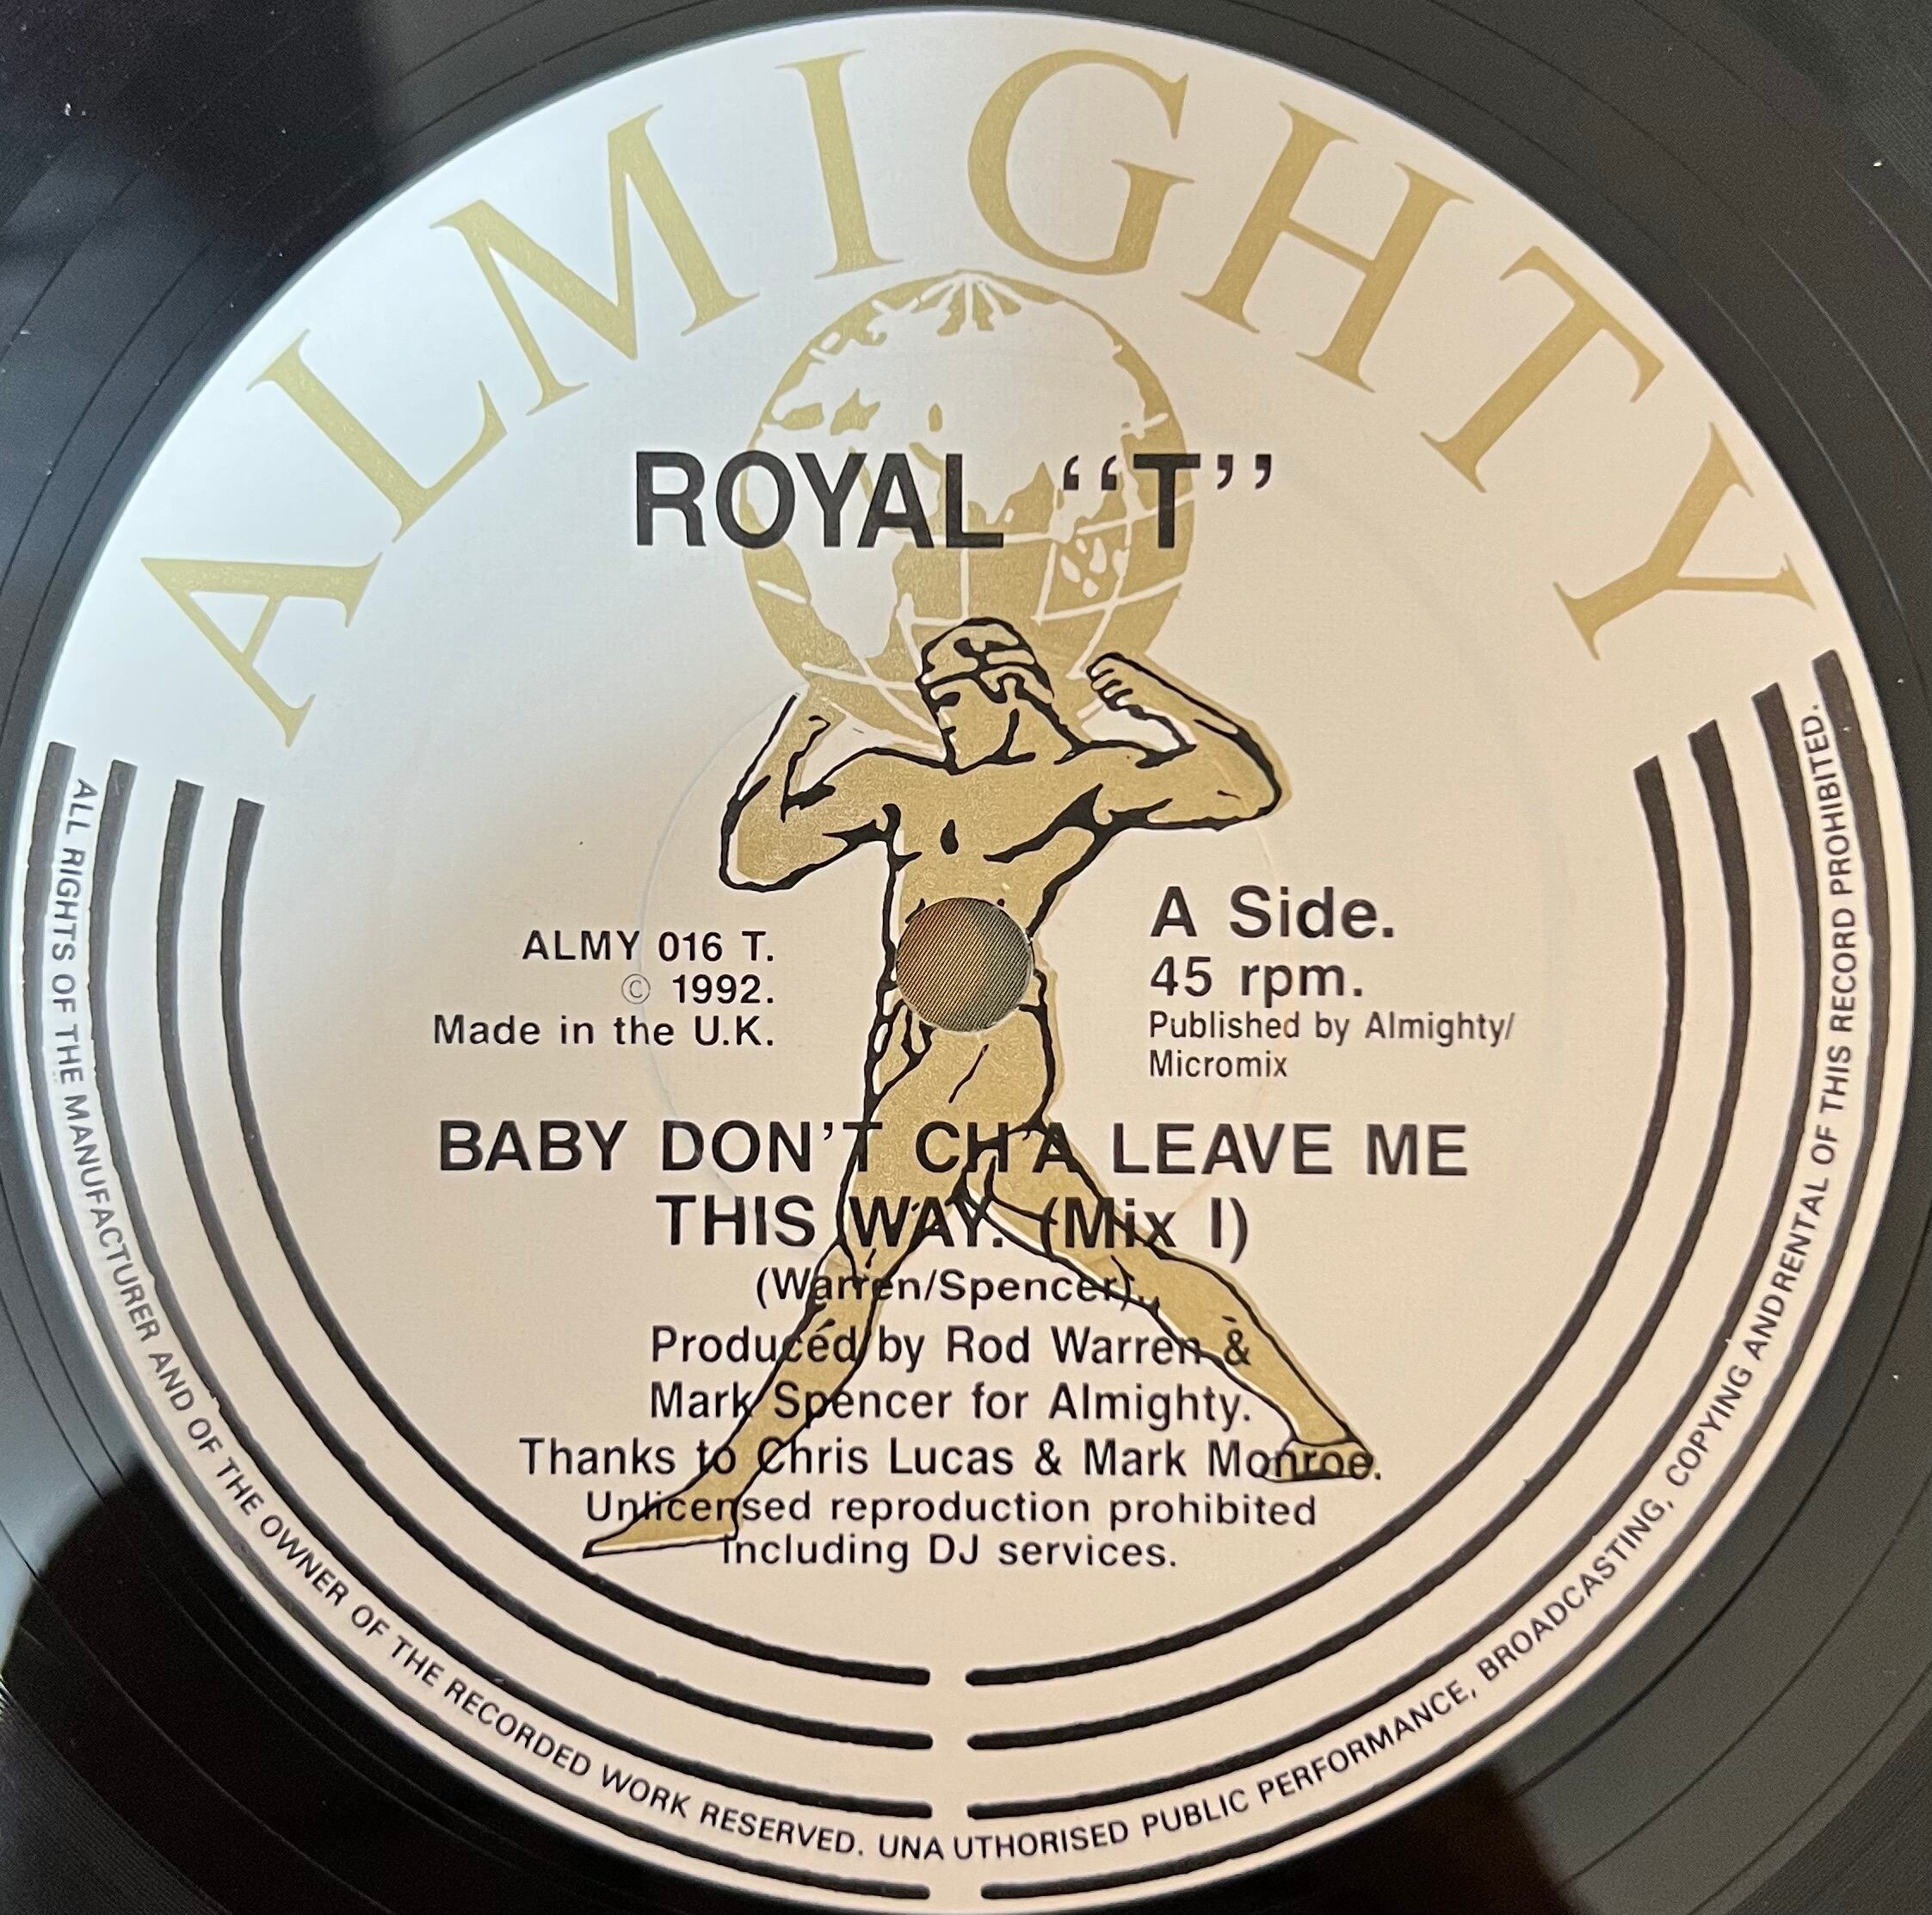 ALMIGHTY
ROYAL “T”
ALMY 016 T.
© 1992.
Made in the U.K.
A Side.
45 rpm.
Published by Almighty/
Micromix
BABY DON'T CH'A LEAVE ME
THIS WAY. (Mix I)
(Warren/Spencer).
Produced by Rod Warren &
Mark Spencer for Almighty.
Thanks to Chris Lucas & Mark Monroe.
Unlicensed reproduction prohibited
including DJ services.
ALL RIGHTS OF THE MANUFACTURER AND OF THE OWNER OF THE RECORDED WORK RESERVED. UNAUTHORISED PUBLIC PERFORMANCE, BROADCASTING, COPYING AND RENTAL OF THIS RECORD PROHIBITED.